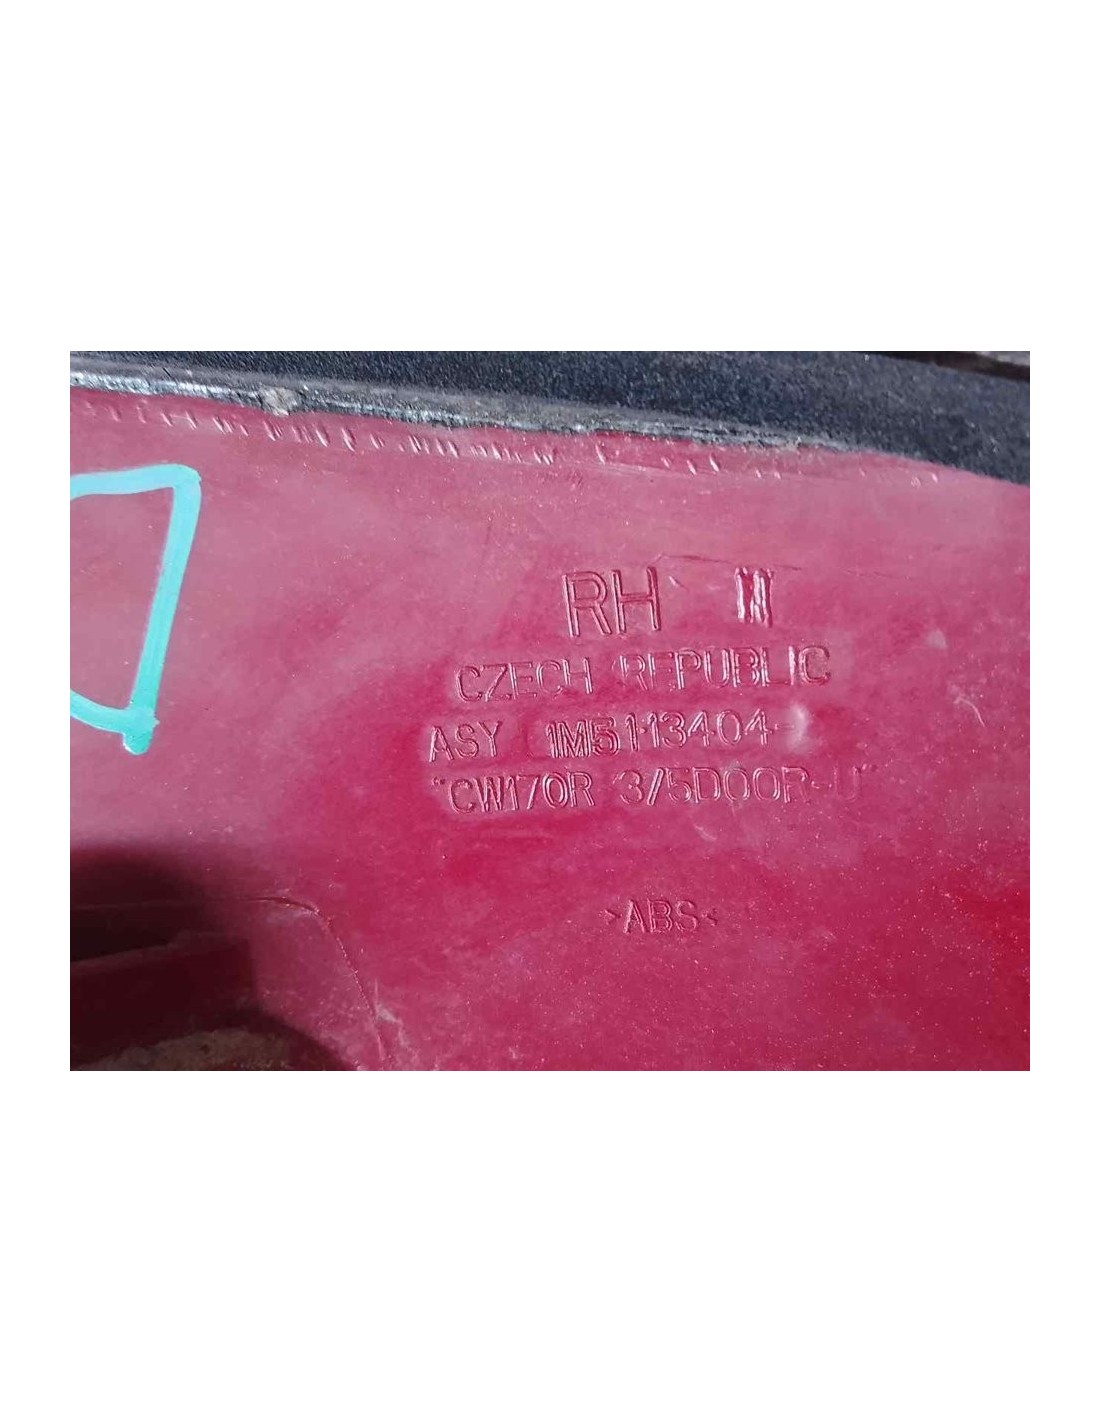 RH
CZECH REPUBLIC
ASY 1M5113404-
"CW170R 3/5DOOR-U"
>ABS<